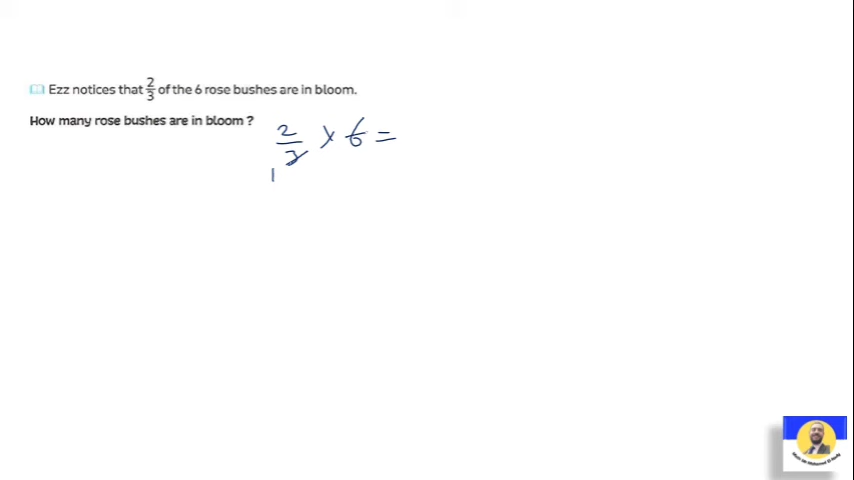 Ezz notices that 2/3 of the 6 rose bushes are in bloom.
How many rose bushes are in bloom ?
2/3 × 6 =
1